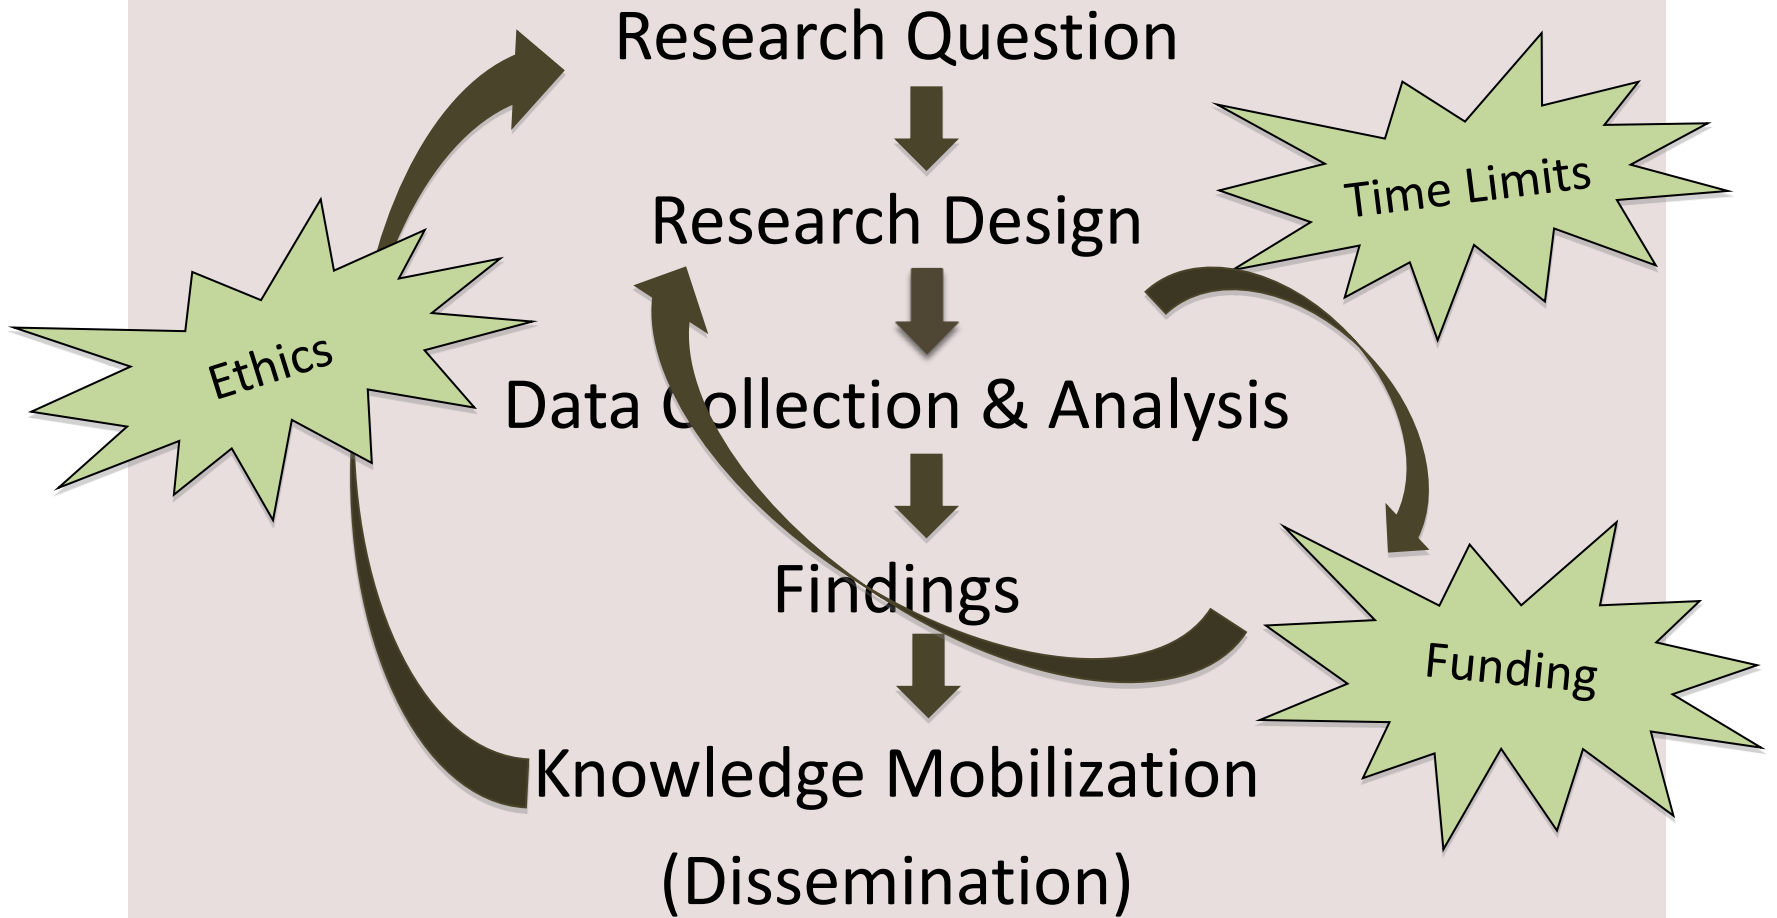 Research Question
Time Limits
Research Design
Ethics
Data Collection & Analysis
Findings
Funding
Knowledge Mobilization
(Dissemination)